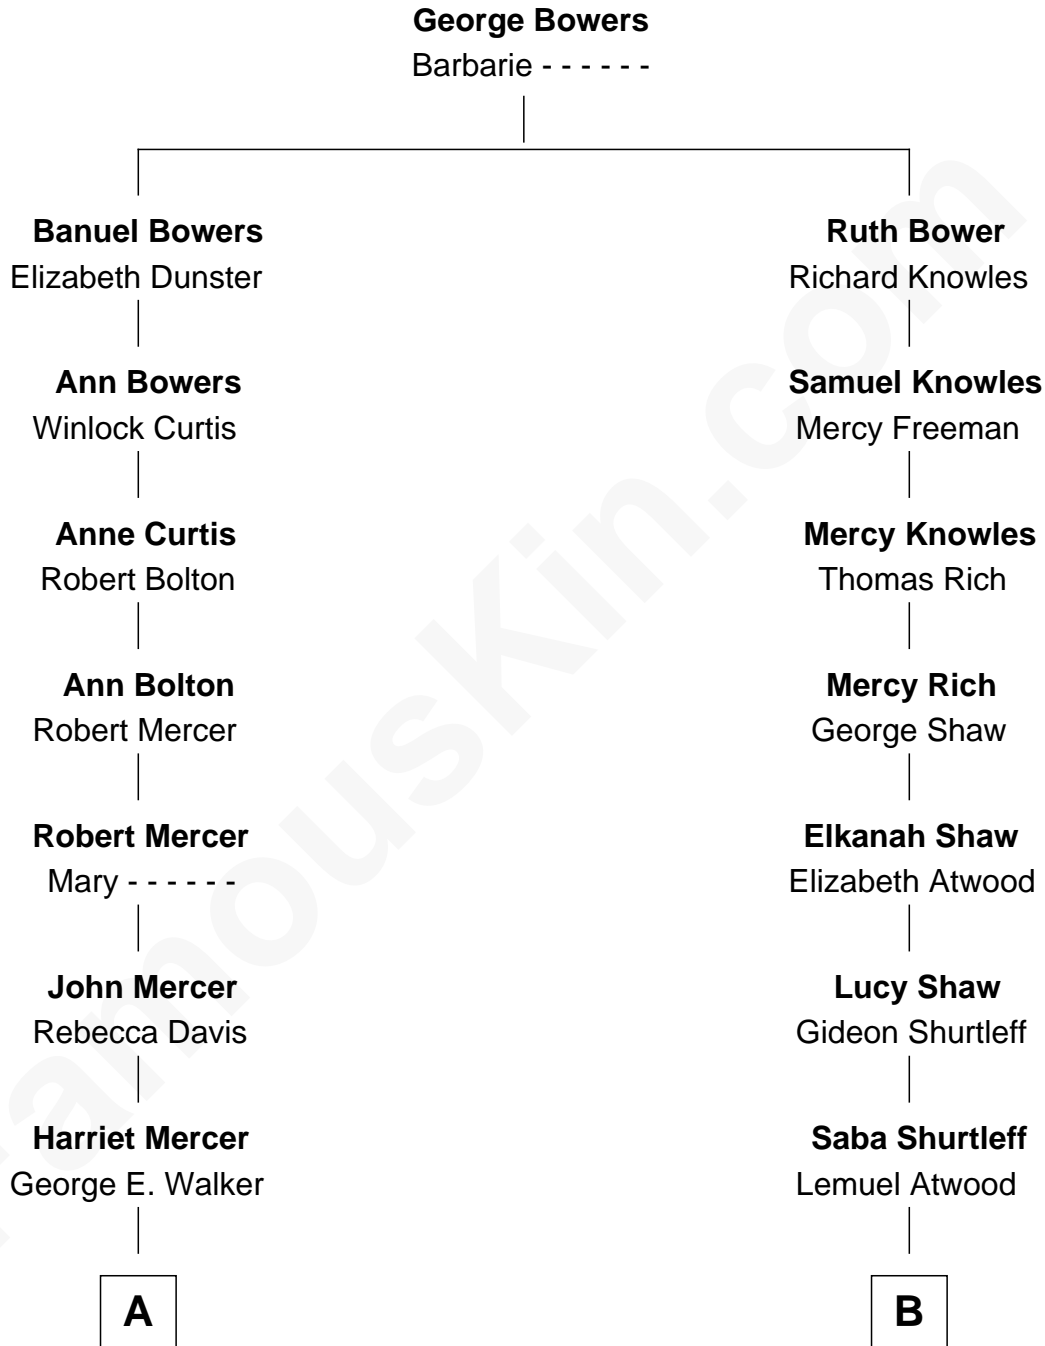 George Bowers
Barbarie - - - - - -
Banuel Bowers
Elizabeth Dunster
Ann Bowers
Winlock Curtis
Anne Curtis
Robert Bolton
Ann Bolton
Robert Mercer
Robert Mercer
Mary - - - - - -
John Mercer
Rebecca Davis
Harriet Mercer
George E. Walker
A
Ruth Bower
Richard Knowles
Samuel Knowles
Mercy Freeman
Mercy Knowles
Thomas Rich
Mercy Rich
George Shaw
Elkanah Shaw
Elizabeth Atwood
Lucy Shaw
Gideon Shurtleff
Saba Shurtleff
Lemuel Atwood
B
FamousKin.com